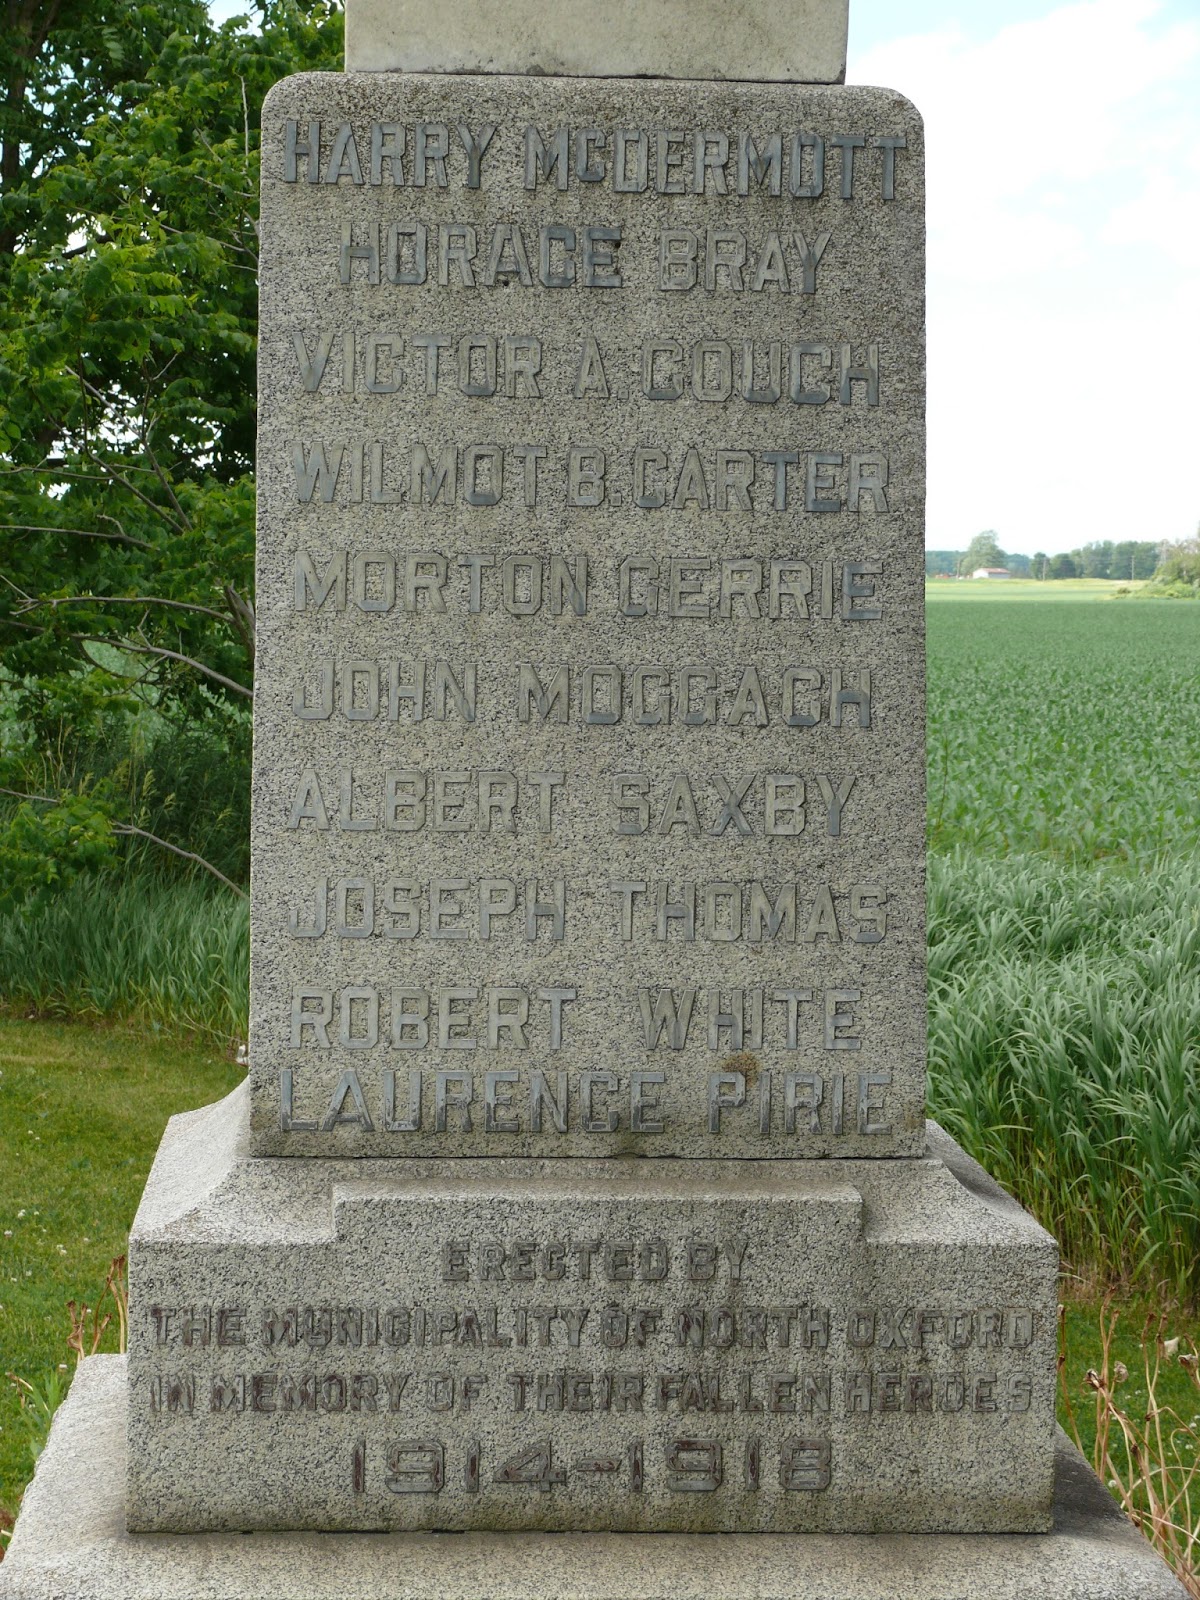 HARRY McDERMOTT
HORACE BRAY
VICTOR A. COUCH
WILMOT B. CARTER
MORTON GERRIE
JOHN MOGGACH
ALBERT SAXBY
JOSEPH THOMAS
ROBERT WHITE
LAURENCE PIRIE
ERECTED BY
THE MUNICIPALITY OF NORTH OXFORD
IN MEMORY OF THEIR FALLEN HEROES
1914-1918